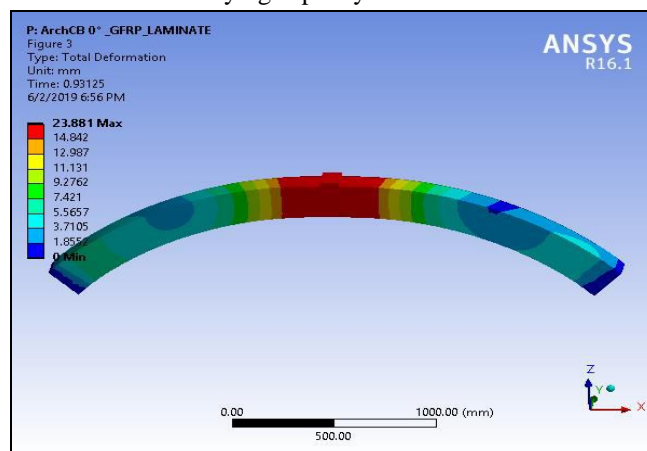 P: ArchCB 0° _GFRP_LAMINATE
Figure 3
Type: Total Deformation
Unit: mm
Time: 0.93125
6/2/2019 6:56 PM
ANSYS
R16.1
23.881 Max
14.842
12.987
11.131
9.2762
7.421
5.5657
3.7105
1.8552
0 Min
Z
Y
X
0.00
1000.00 (mm)
500.00